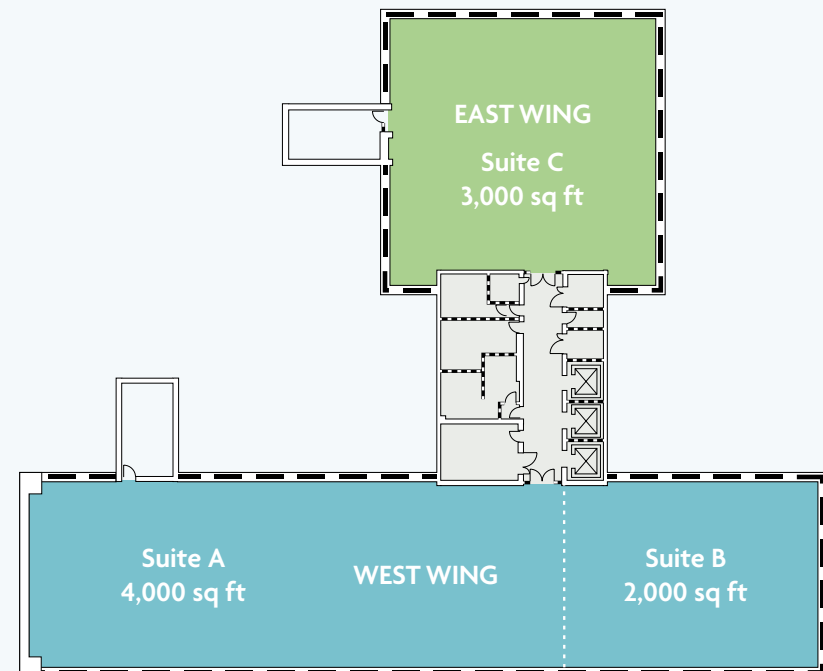 EAST WING
Suite C
3,000 sq ft
Suite A
4,000 sq ft
WEST WING
Suite B
2,000 sq ft